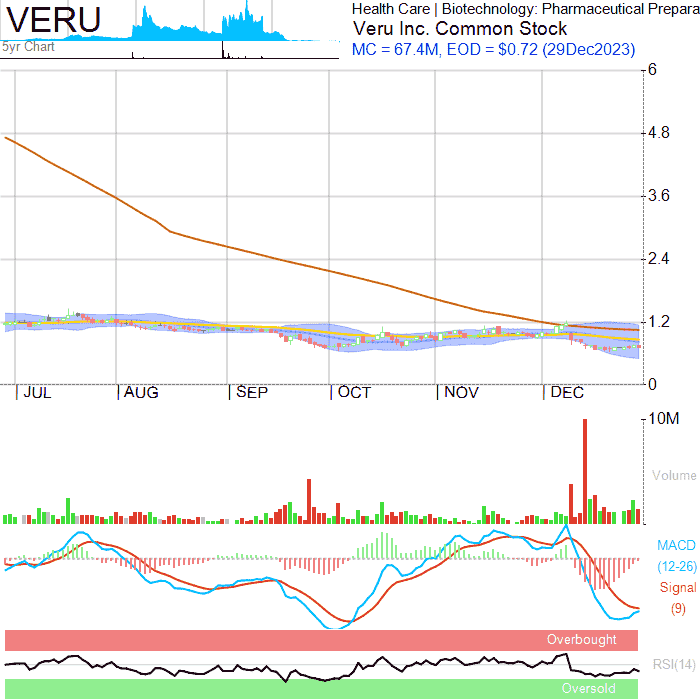 VERU
5yr Chart
Health Care | Biotechnology: Pharmaceutical Prepara
Veru Inc. Common Stock
MC = 67.4M, EOD = $0.72 (29Dec2023)
6
4.8
3.6
2.4
1.2
0
JUL
AUG
SEP
OCT
NOV
DEC
10M
Volume
MACD
(12-26)
Signal
(9)
Overbought
RSI(14)
Oversold